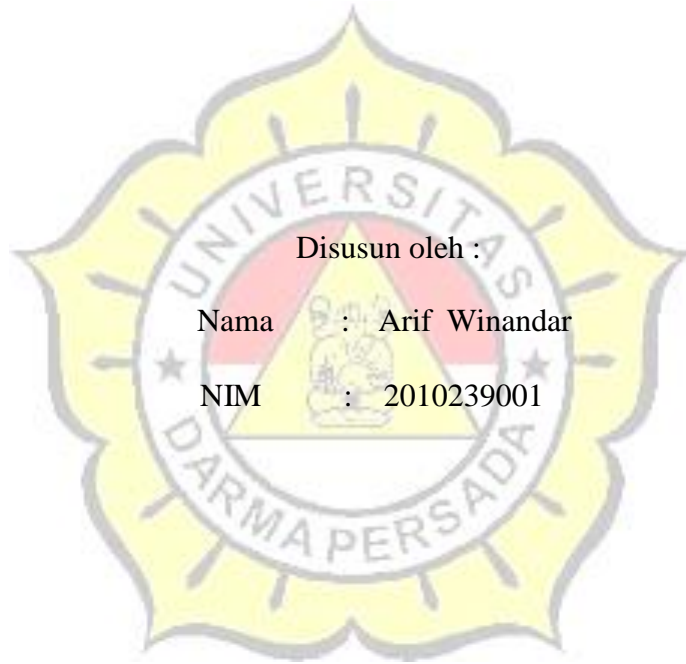 UNIVERSITAS
Disusun oleh :
Nama : Arif Winandar
NIM : 2010239001
DARMA PERSADA